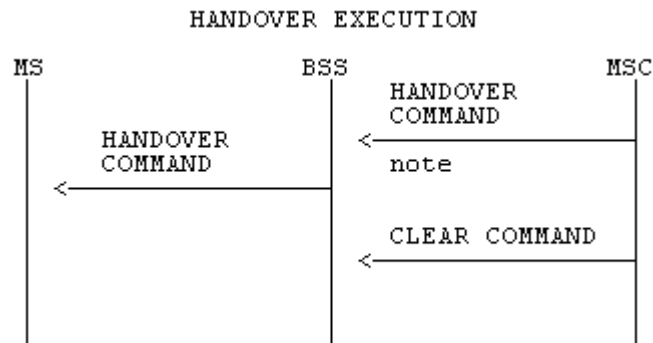 HANDOVER EXECUTION
MS BSS MSC
HANDOVER
COMMAND
HANDOVER
COMMAND
note
CLEAR COMMAND